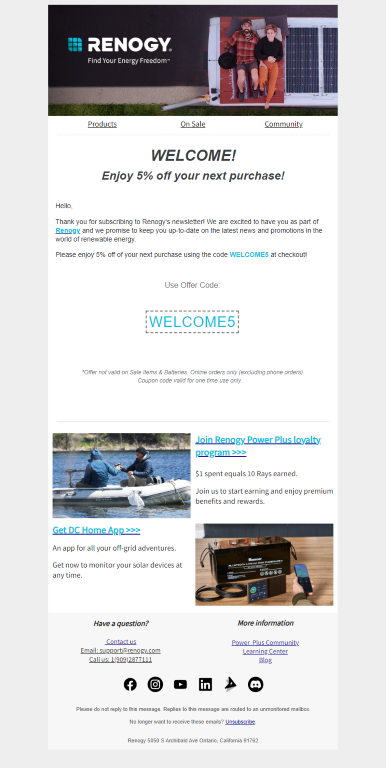 RENOGY.
Find Your Energy Freedom™
Products
On Sale
Community
WELCOME!
Enjoy 5% off your next purchase!
Hello,
Thank you for subscribing to Renogy's newsletter! We are excited to have you as part of
Renogy and we promise to keep you up-to-date on the latest news and promotions in the
world of renewable energy.
Please enjoy 5% off of your next purchase using the code WELCOME5 at checkout!
Use Offer Code:
WELCOME5
*Offer not valid on Sale items & Batteries. Online orders only (excluding phone orders).
Coupon code valid for one time use only.
Join Renogy Power Plus loyalty
program >>>
$1 spent equals 10 Rays earned.
Join us to start earning and enjoy premium
benefits and rewards.
Get DC Home App >>>
An app for all your off-grid adventures.
Get now to monitor your solar devices at
any time.
Have a question?
Contact us
Email: support@renogy.com
Call us: 1(909)2877111
More information
Power Plus Community
Learning Center
Blog
Please do not reply to this message. Replies to this message are routed to an unmonitored mailbox.
No longer want to receive these emails? Unsubscribe
Renogy 5050 S Archibald Ave Ontario, California 91762